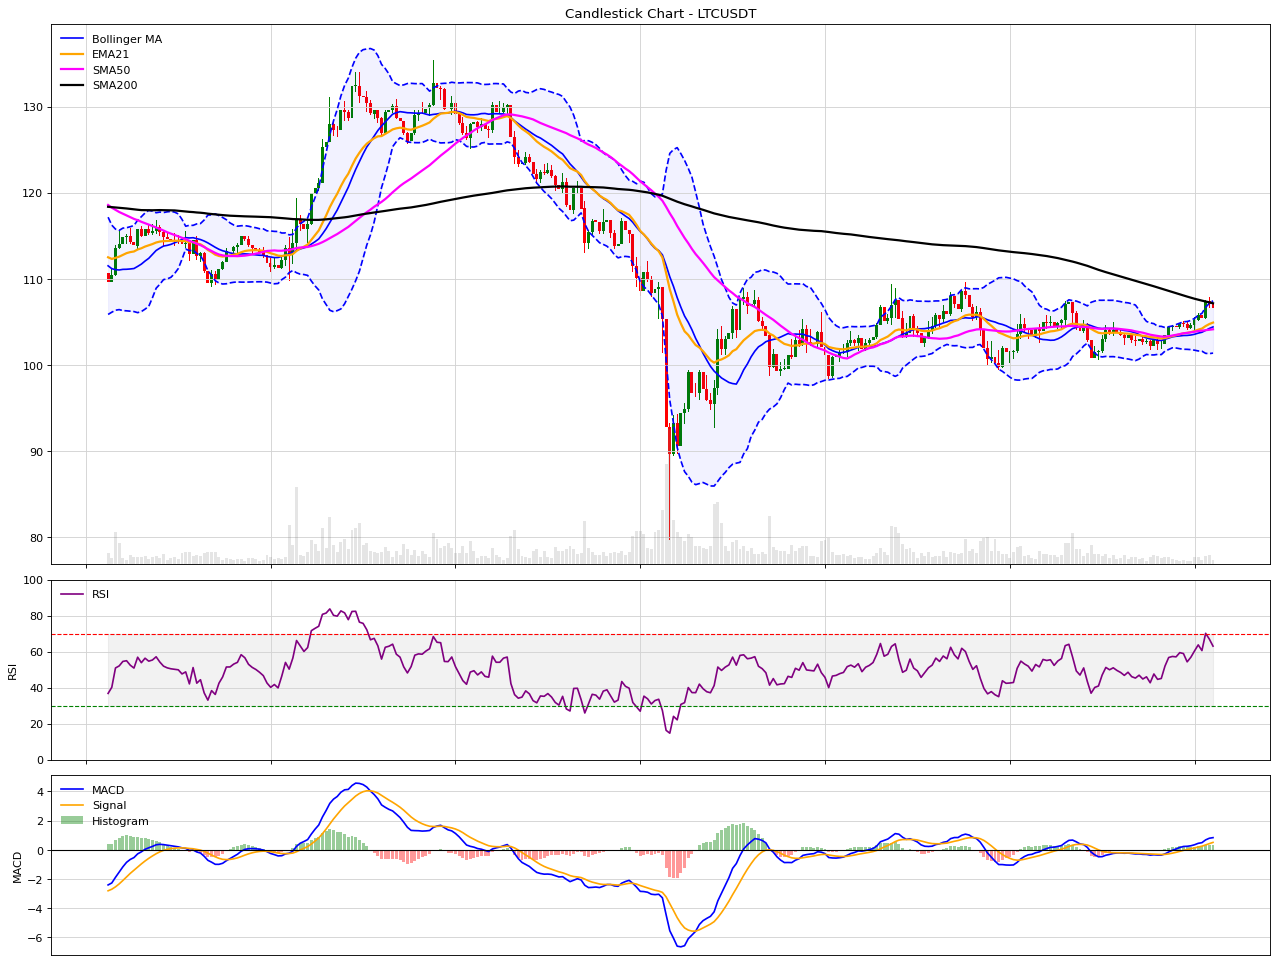 Candlestick Chart - LTCUSDT
Bollinger MA
EMA21
SMA50
SMA200
130
120
110
100
90
80
100
80
60
40
20
0
RSI
RSI
4
2
0
−2
−4
−6
MACD
MACD
Signal
Histogram